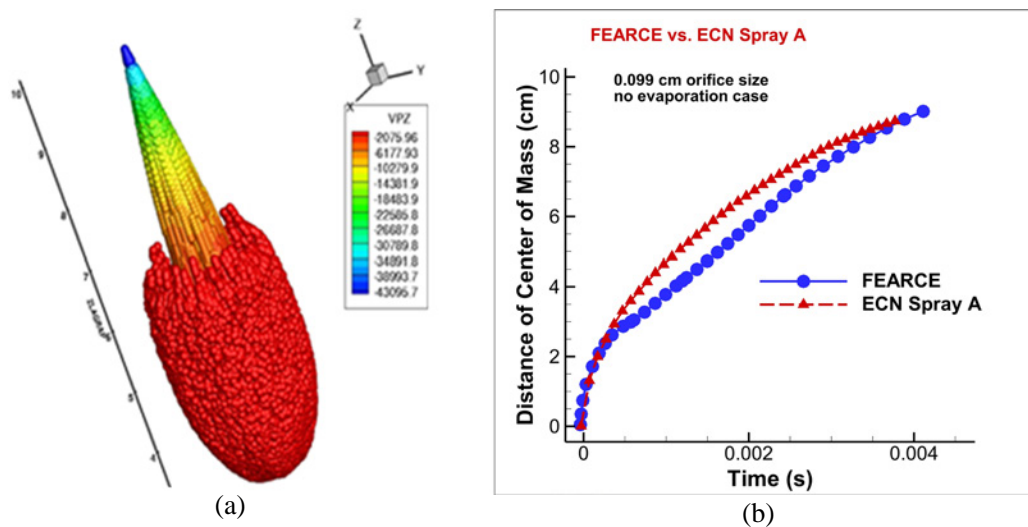 Z
Y
X
VPZ
-2075.96
-6177.93
-10279.9
-14381.9
-18483.9
-22585.8
-26687.8
-30789.8
-34891.8
-38993.7
-43095.7
10
9
8
7
5
4
(a)
FEARCE vs. ECN Spray A
0.099 cm orifice size
no evaporation case
Distance of Center of Mass (cm)
10
8
6
4
2
0
FEARCE
ECN Spray A
0
0.002
0.004
Time (s)
(b)